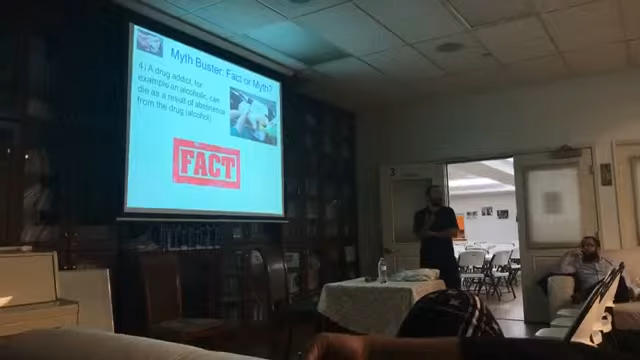 Myth Buster: Fact or Myth?
4) A drug addict, for
example an alcoholic, can
die as a result of abstinence
from the drug (alcohol)
FACT
3